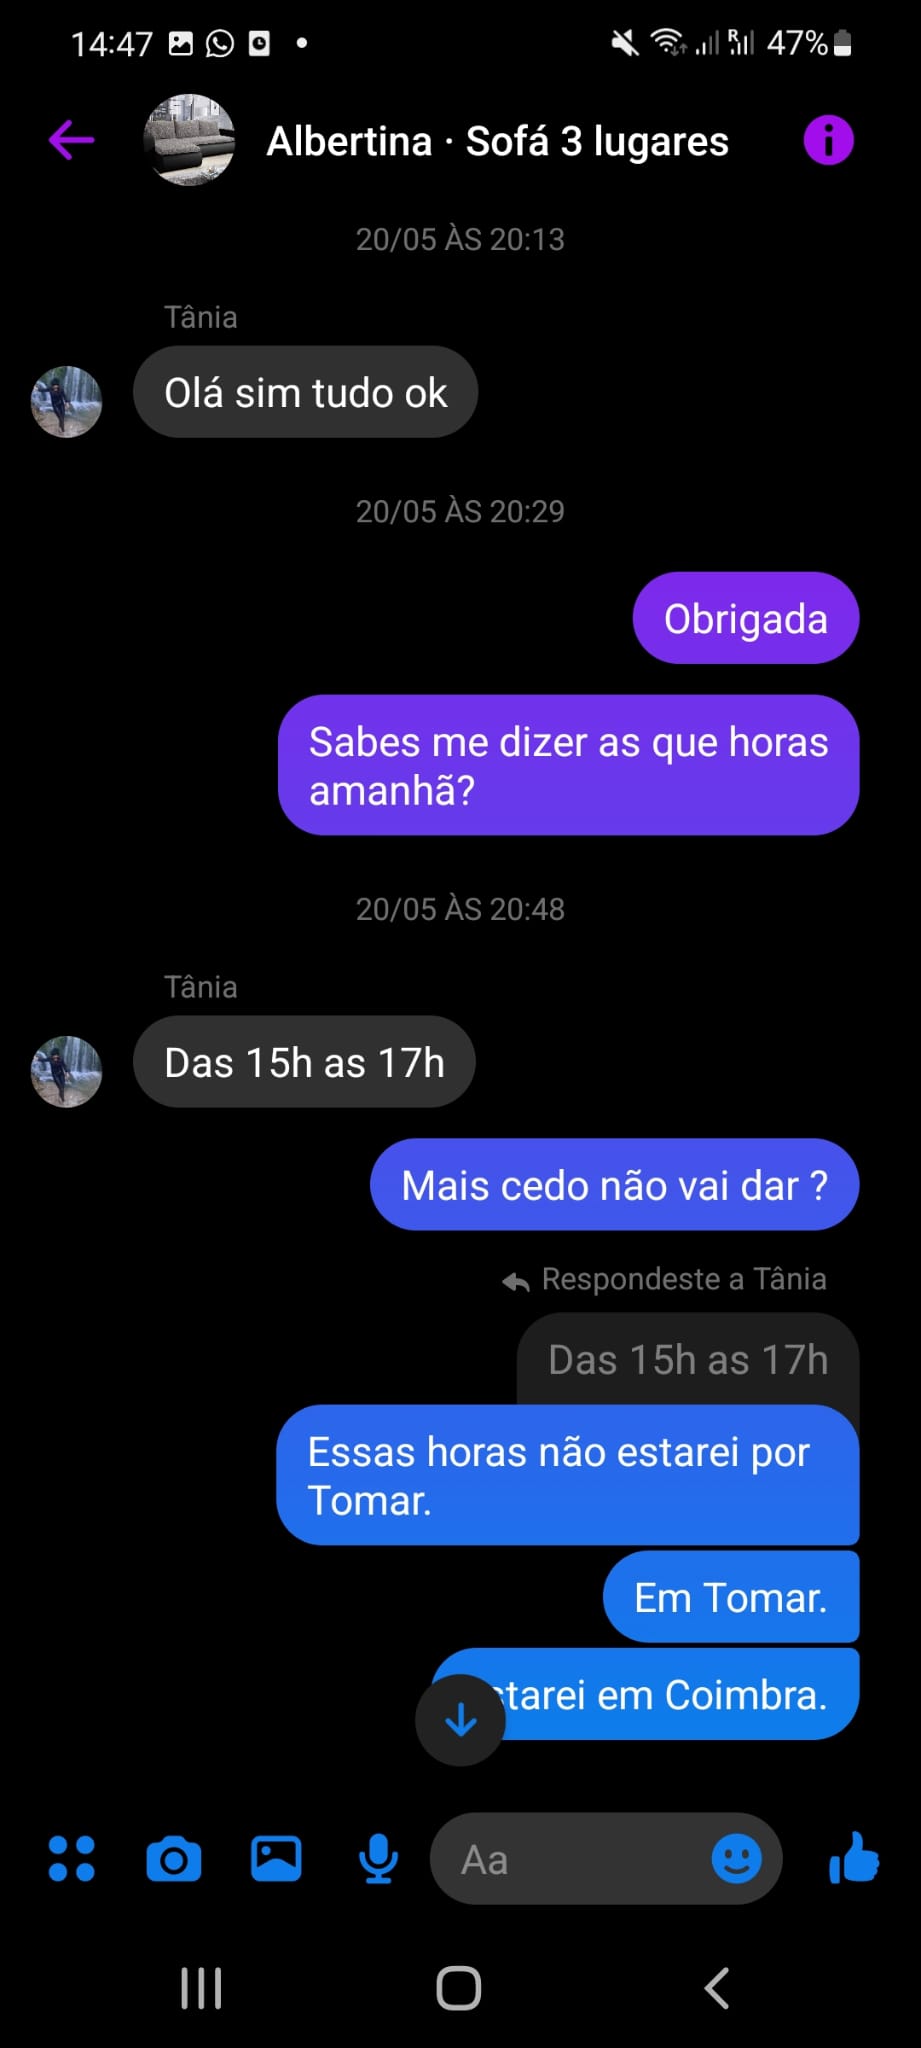 14:47
47%
Albertina · Sofá 3 lugares
20/05 ÀS 20:13
Tânia
Olá sim tudo ok
20/05 ÀS 20:29
Obrigada
Sabes me dizer as que horas
amanhã?
20/05 ÀS 20:48
Tânia
Das 15h as 17h
Mais cedo não vai dar ?
Respondeste a Tânia
Das 15h as 17h
Essas horas não estarei por
Tomar.
Em Tomar.
starei em Coimbra.
Aa